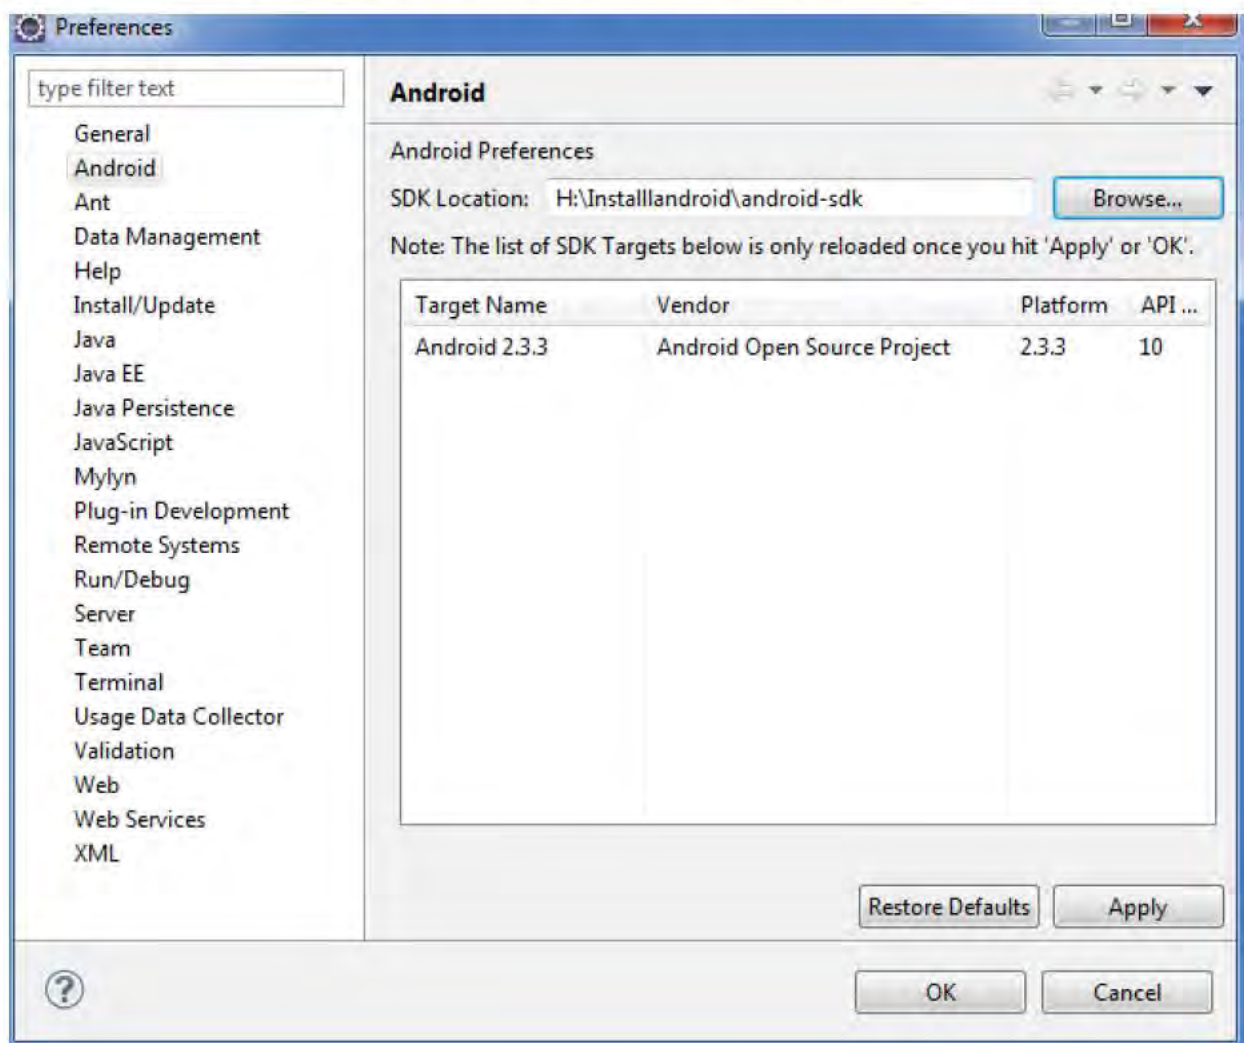 Preferences
type filter text
General
Android
Ant
Data Management
Help
Install/Update
Java
Java EE
Java Persistence
JavaScript
Mylyn
Plug-in Development
Remote Systems
Run/Debug
Server
Team
Terminal
Usage Data Collector
Validation
Web
Web Services
XML
Android
Android Preferences
SDK Location: H:\Installlandroid\android-sdk Browse...
Note: The list of SDK Targets below is only reloaded once you hit 'Apply' or 'OK'.
Target Name Vendor Platform API ...
Android 2.3.3 Android Open Source Project 2.3.3 10
Restore Defaults Apply
? OK Cancel